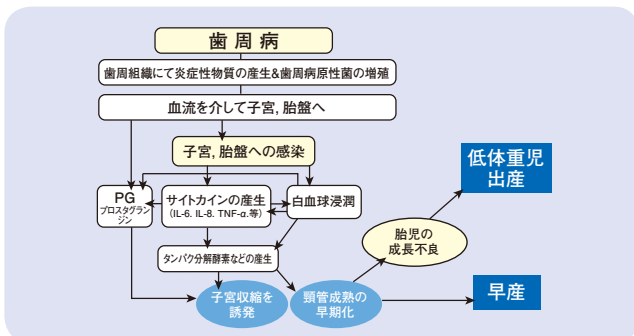 歯周病
歯周組織にて炎症性物質の産生&歯周病原性菌の増殖
血流を介して子宮, 胎盤へ
子宮, 胎盤への感染
PG
プロスタグラン
ジン
サイトカインの産生
(IL-6. IL-8. TNF-α.等)
白血球浸潤
タンパク分解酵素などの産生
子宮収縮を
誘発
頸管成熟の
早期化
胎児の
成長不良
低体重児
出産
早産